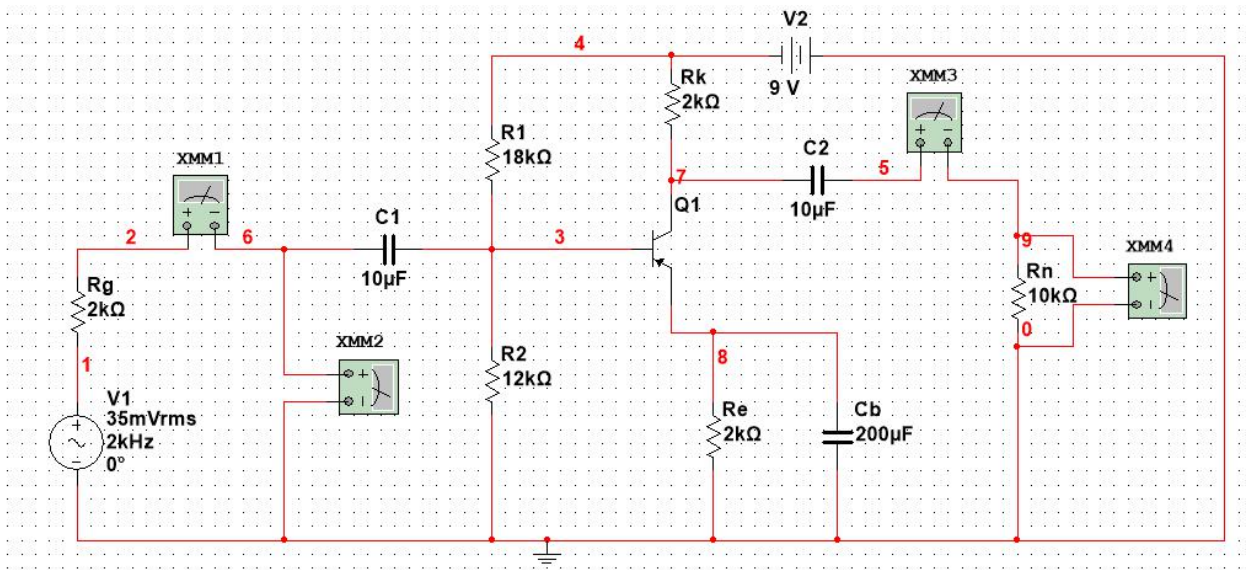 V2
4
9 V
Rk
2kΩ
XMM3
+ −
R1
18kΩ
C2
5
10µF
7
Q1
XMM1
+ −
2
6
C1
10µF
3
9
XMM4
+
−
Rn
10kΩ
0
Rg
2kΩ
1
XMM2
+
−
R2
12kΩ
8
V1
35mVrms
2kHz
0°
+
−
Re
2kΩ
Cb
200µF